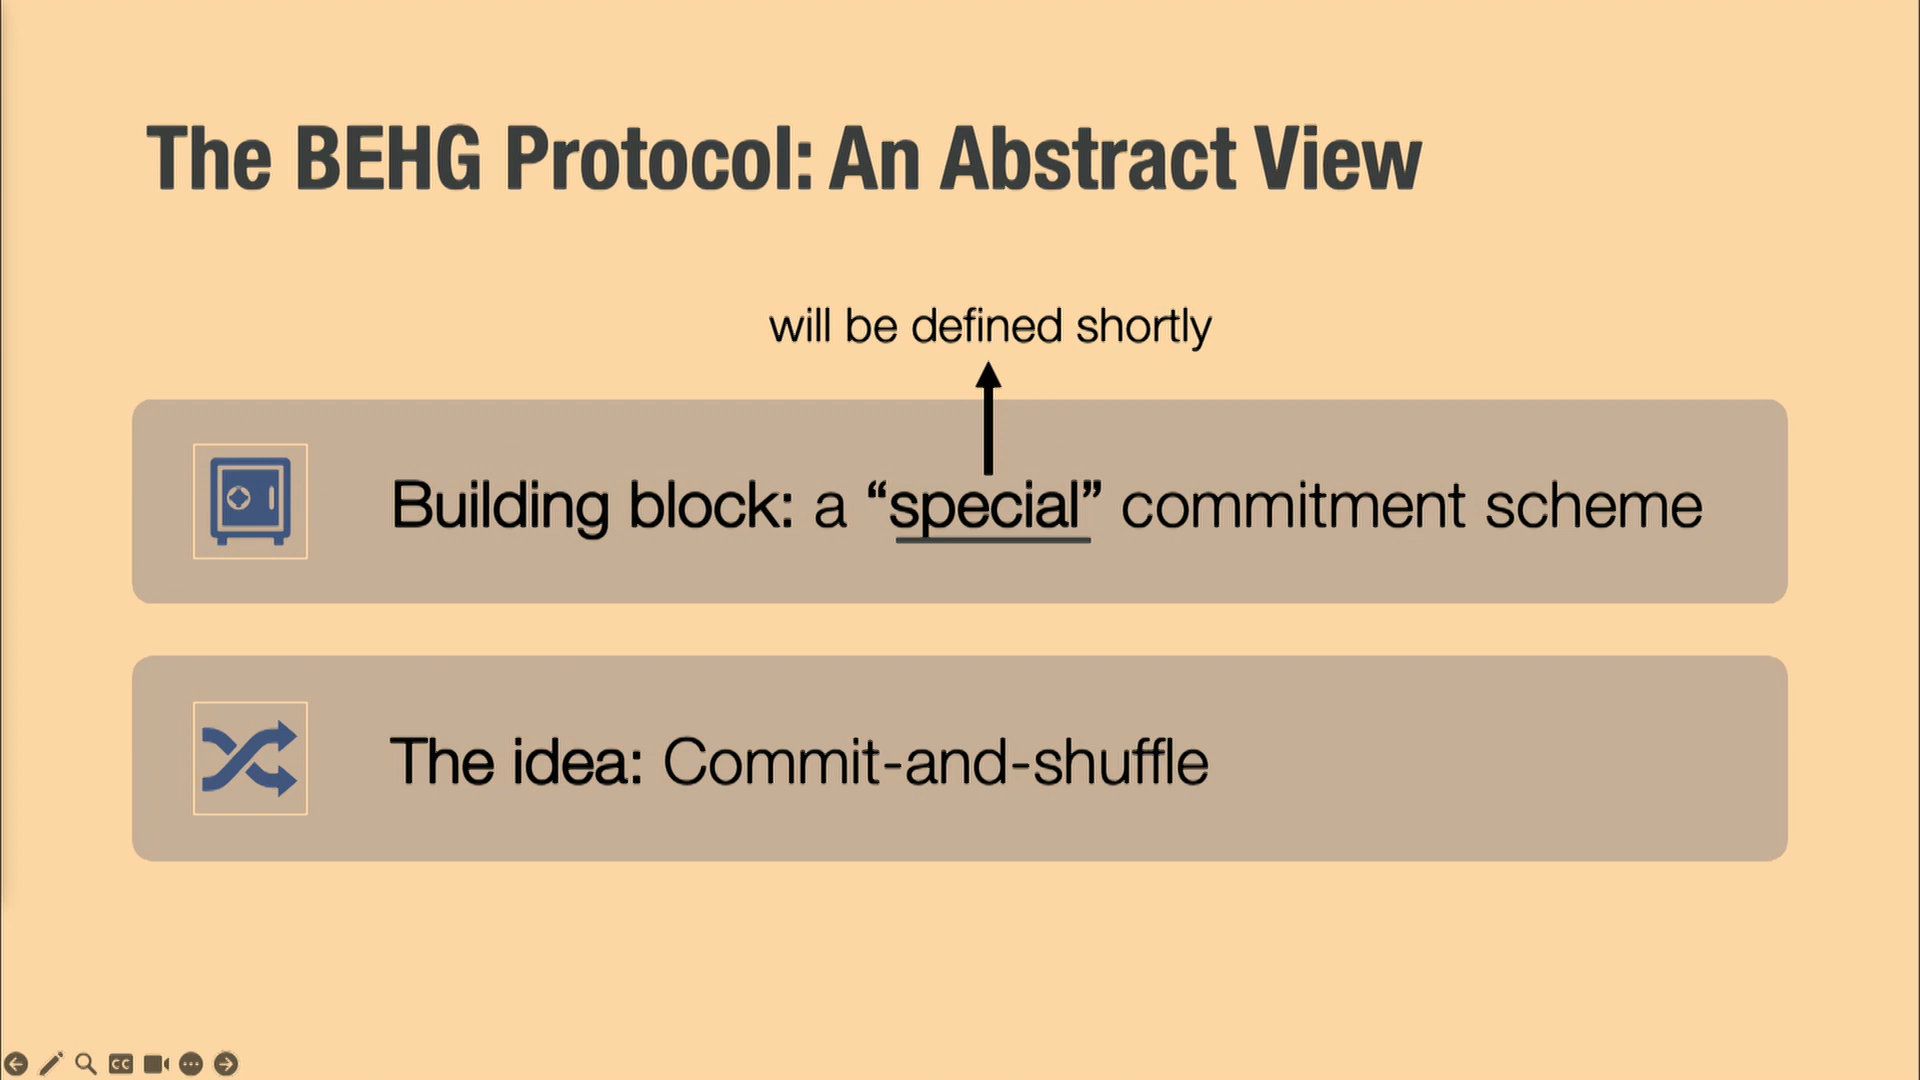 The BEHG Protocol: An Abstract View
will be defined shortly
Building block: a “special” commitment scheme
The idea: Commit-and-shuffle
CC